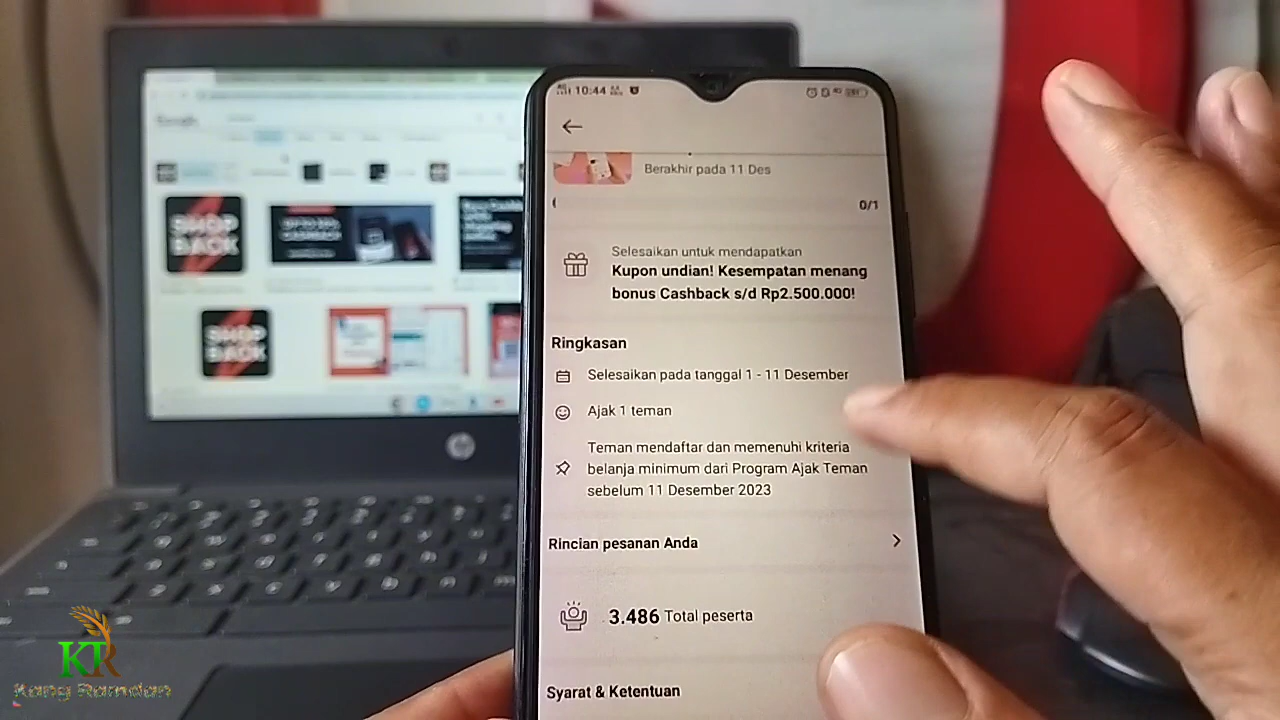 10:44
Berakhir pada 11 Des
0/1
Selesaikan untuk mendapatkan
Kupon undian! Kesempatan menang
bonus Cashback s/d Rp2.500.000!
Ringkasan
Selesaikan pada tanggal 1 - 11 Desember
Ajak 1 teman
Teman mendaftar dan memenuhi kriteria
belanja minimum dari Program Ajak Teman
sebelum 11 Desember 2023
Rincian pesanan Anda
3.486 Total peserta
Syarat & Ketentuan
SHOP
BACK
SHOP
BACK
hp
KR
Kang Ramdan